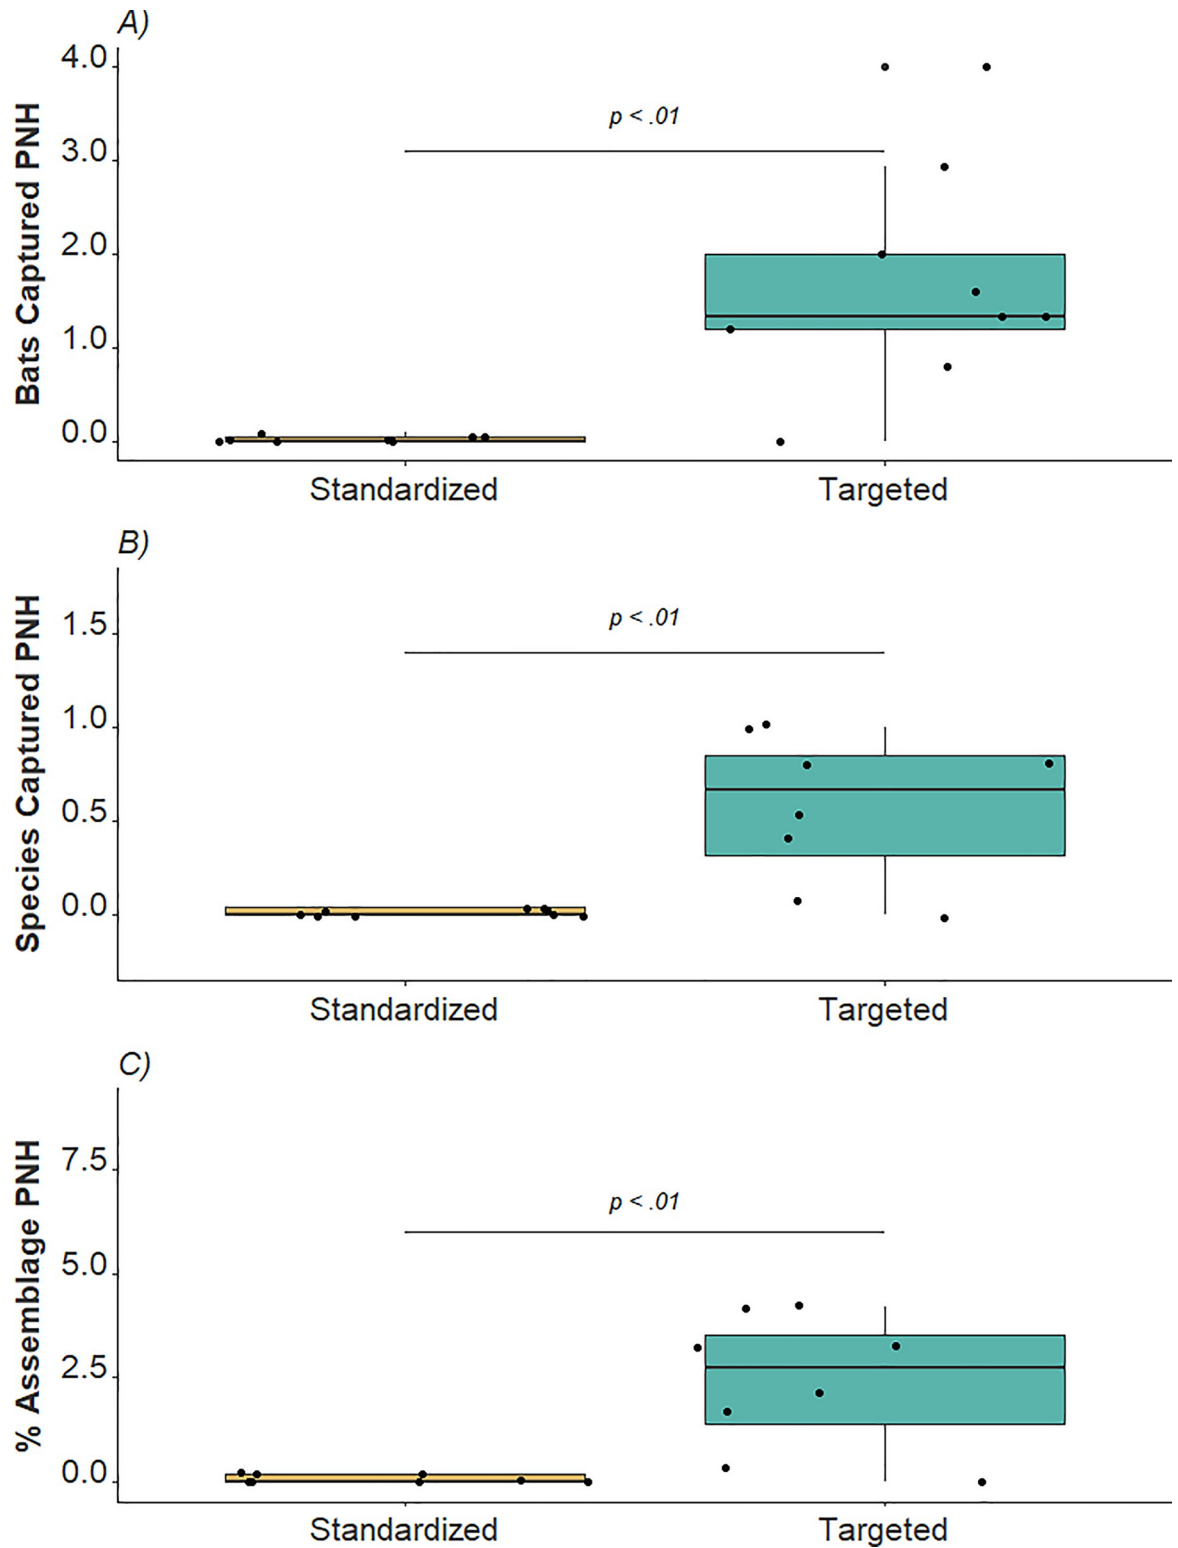 A)
Bats Captured PNH
4.0
3.0
2.0
1.0
0.0
p < .01
Standardized Targeted
B)
Species Captured PNH
1.5
1.0
0.5
0.0
p < .01
Standardized Targeted
C)
% Assemblage PNH
7.5
5.0
2.5
0.0
p < .01
Standardized Targeted